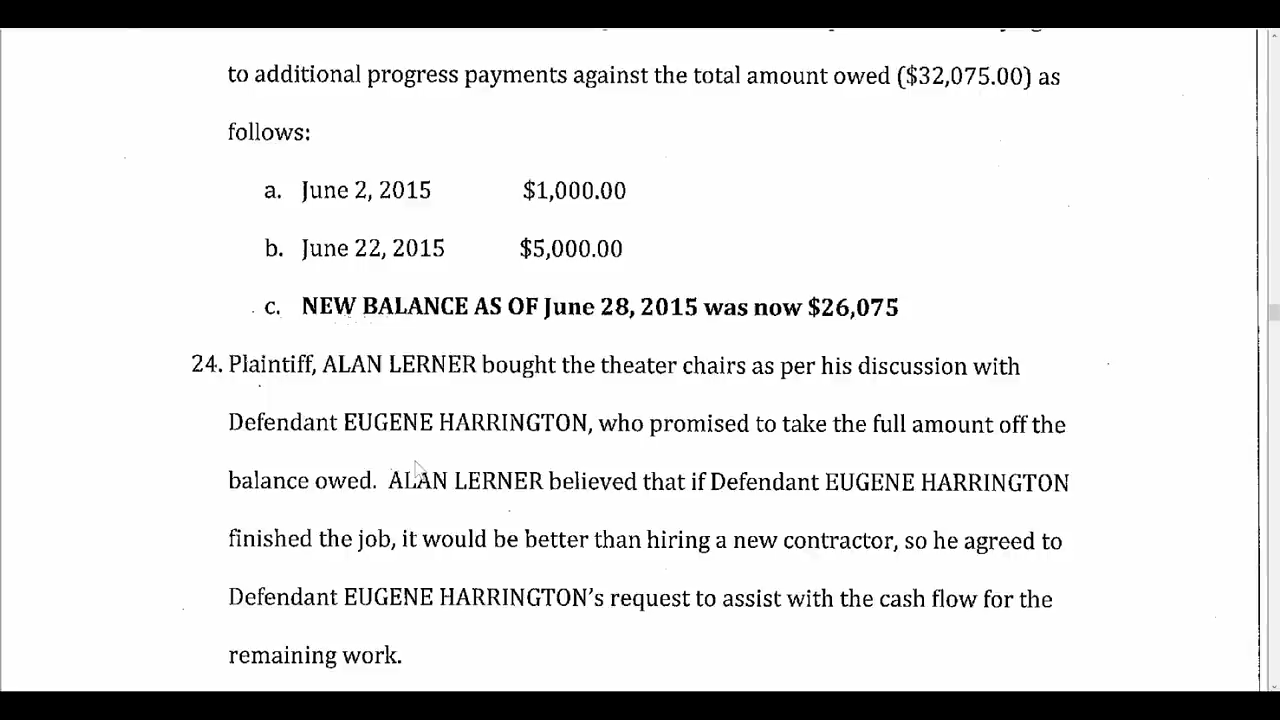 to additional progress payments against the total amount owed ($32,075.00) as
follows:
a. June 2, 2015 $1,000.00
b. June 22, 2015 $5,000.00
c. NEW BALANCE AS OF June 28, 2015 was now $26,075
24. Plaintiff, ALAN LERNER bought the theater chairs as per his discussion with
Defendant EUGENE HARRINGTON, who promised to take the full amount off the
balance owed. ALAN LERNER believed that if Defendant EUGENE HARRINGTON
finished the job, it would be better than hiring a new contractor, so he agreed to
Defendant EUGENE HARRINGTON's request to assist with the cash flow for the
remaining work.